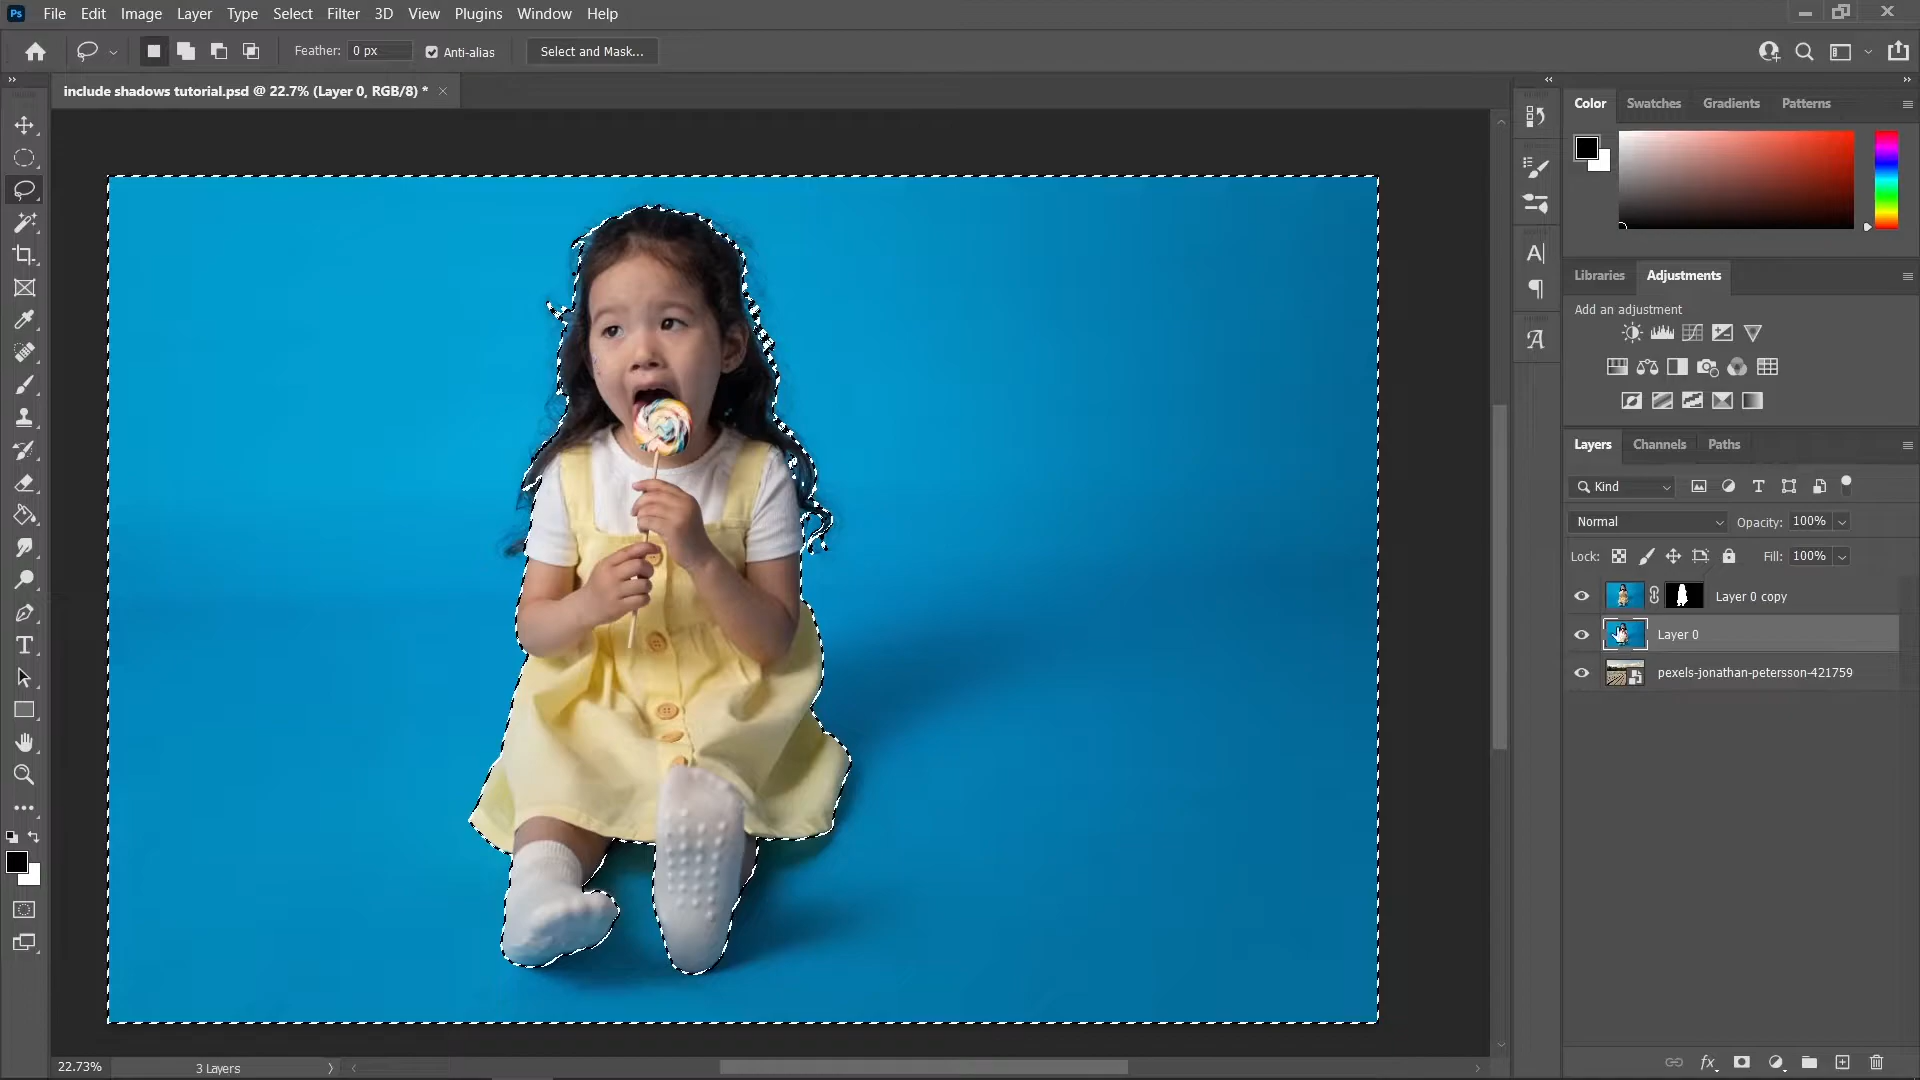 Ps File Edit Image Layer Type Select Filter 3D View Plugins Window Help
Feather: 0 px Anti-alias Select and Mask...
include shadows tutorial.psd @ 22.7% (Layer 0, RGB/8) *
Color Swatches Gradients Patterns
Libraries Adjustments
Add an adjustment
Layers Channels Paths
Kind
Normal Opacity: 100%
Lock: Fill: 100%
Layer 0 copy
Layer 0
pexels-jonathan-petersson-421759
22.73% 3 Layers